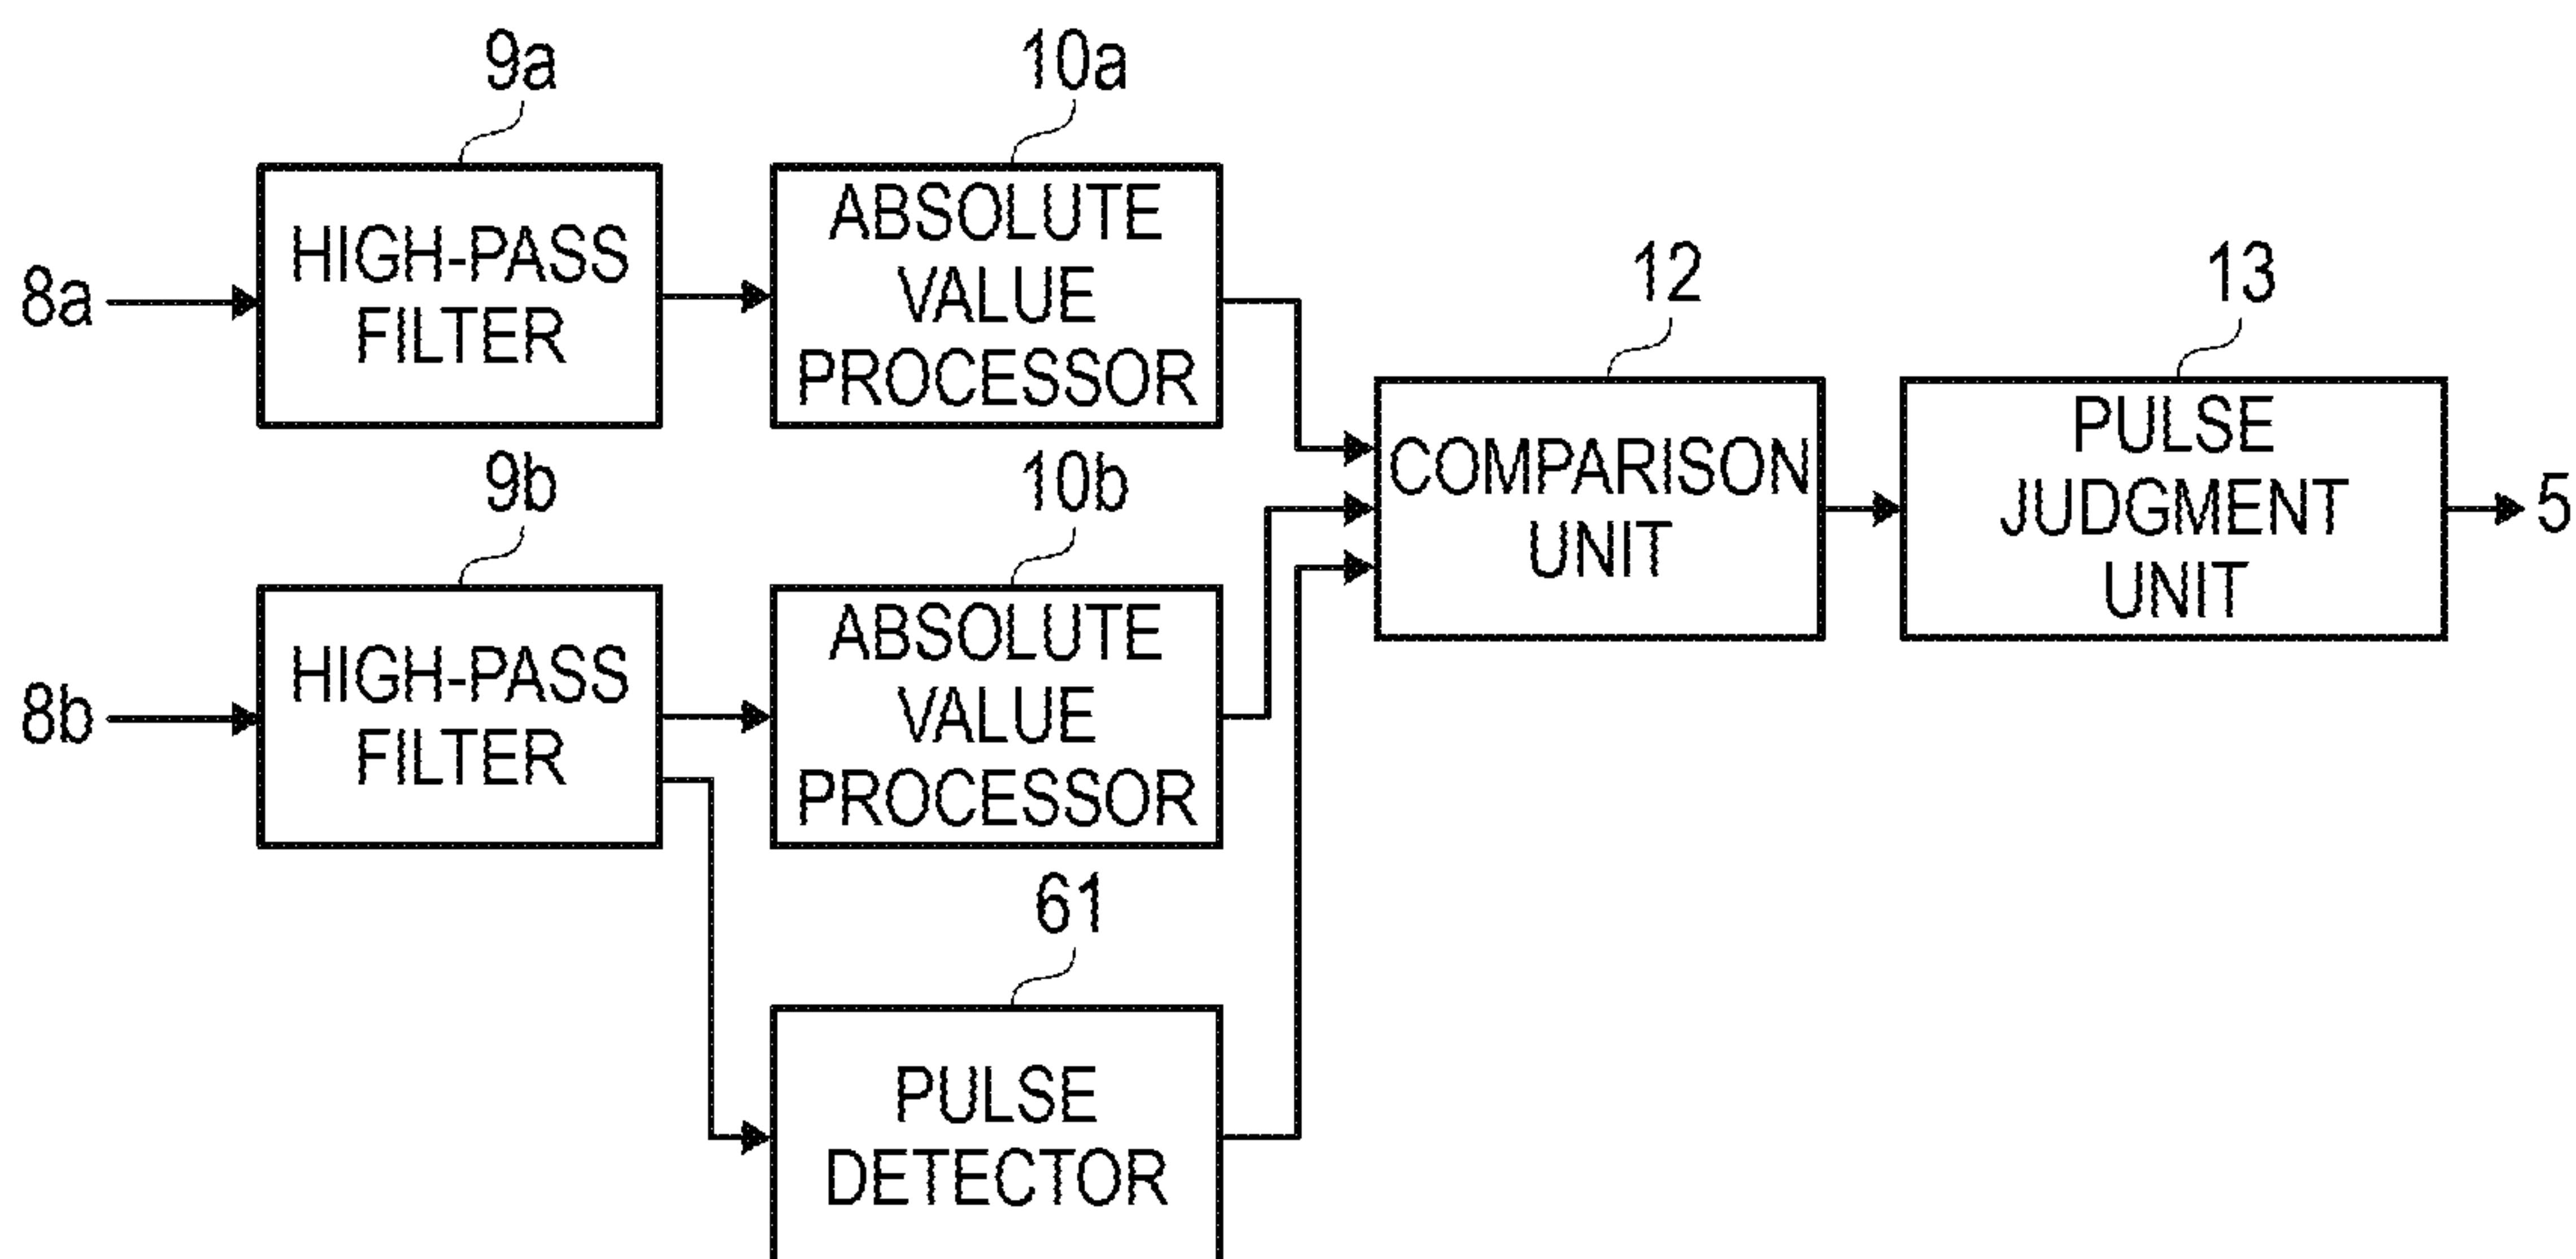 9a
10a
8a
HIGH-PASS
FILTER
ABSOLUTE
VALUE
PROCESSOR
9b
10b
8b
HIGH-PASS
FILTER
ABSOLUTE
VALUE
PROCESSOR
61
PULSE
DETECTOR
12
COMPARISON
UNIT
13
PULSE
JUDGMENT
UNIT
5